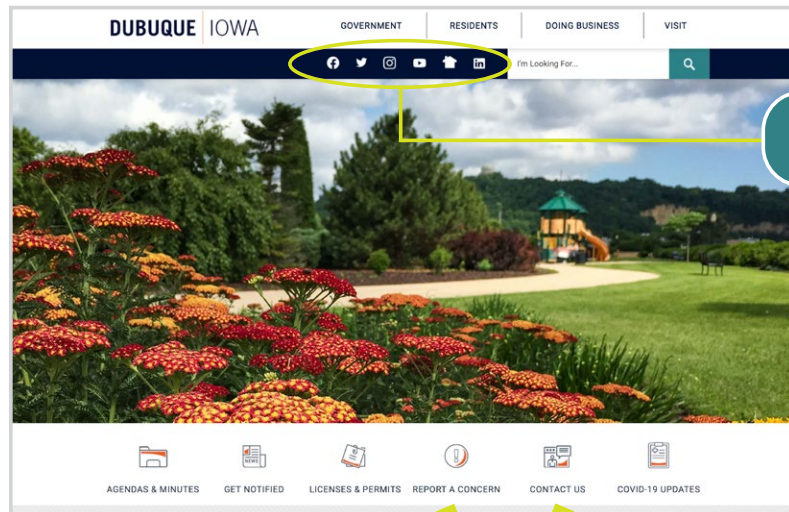 DUBUQUE IOWA
GOVERNMENT RESIDENTS DOING BUSINESS VISIT
I'm Looking For...
NEWS
AGENDAS & MINUTES GET NOTIFIED LICENSES & PERMITS REPORT A CONCERN CONTACT US COVID-19 UPDATES